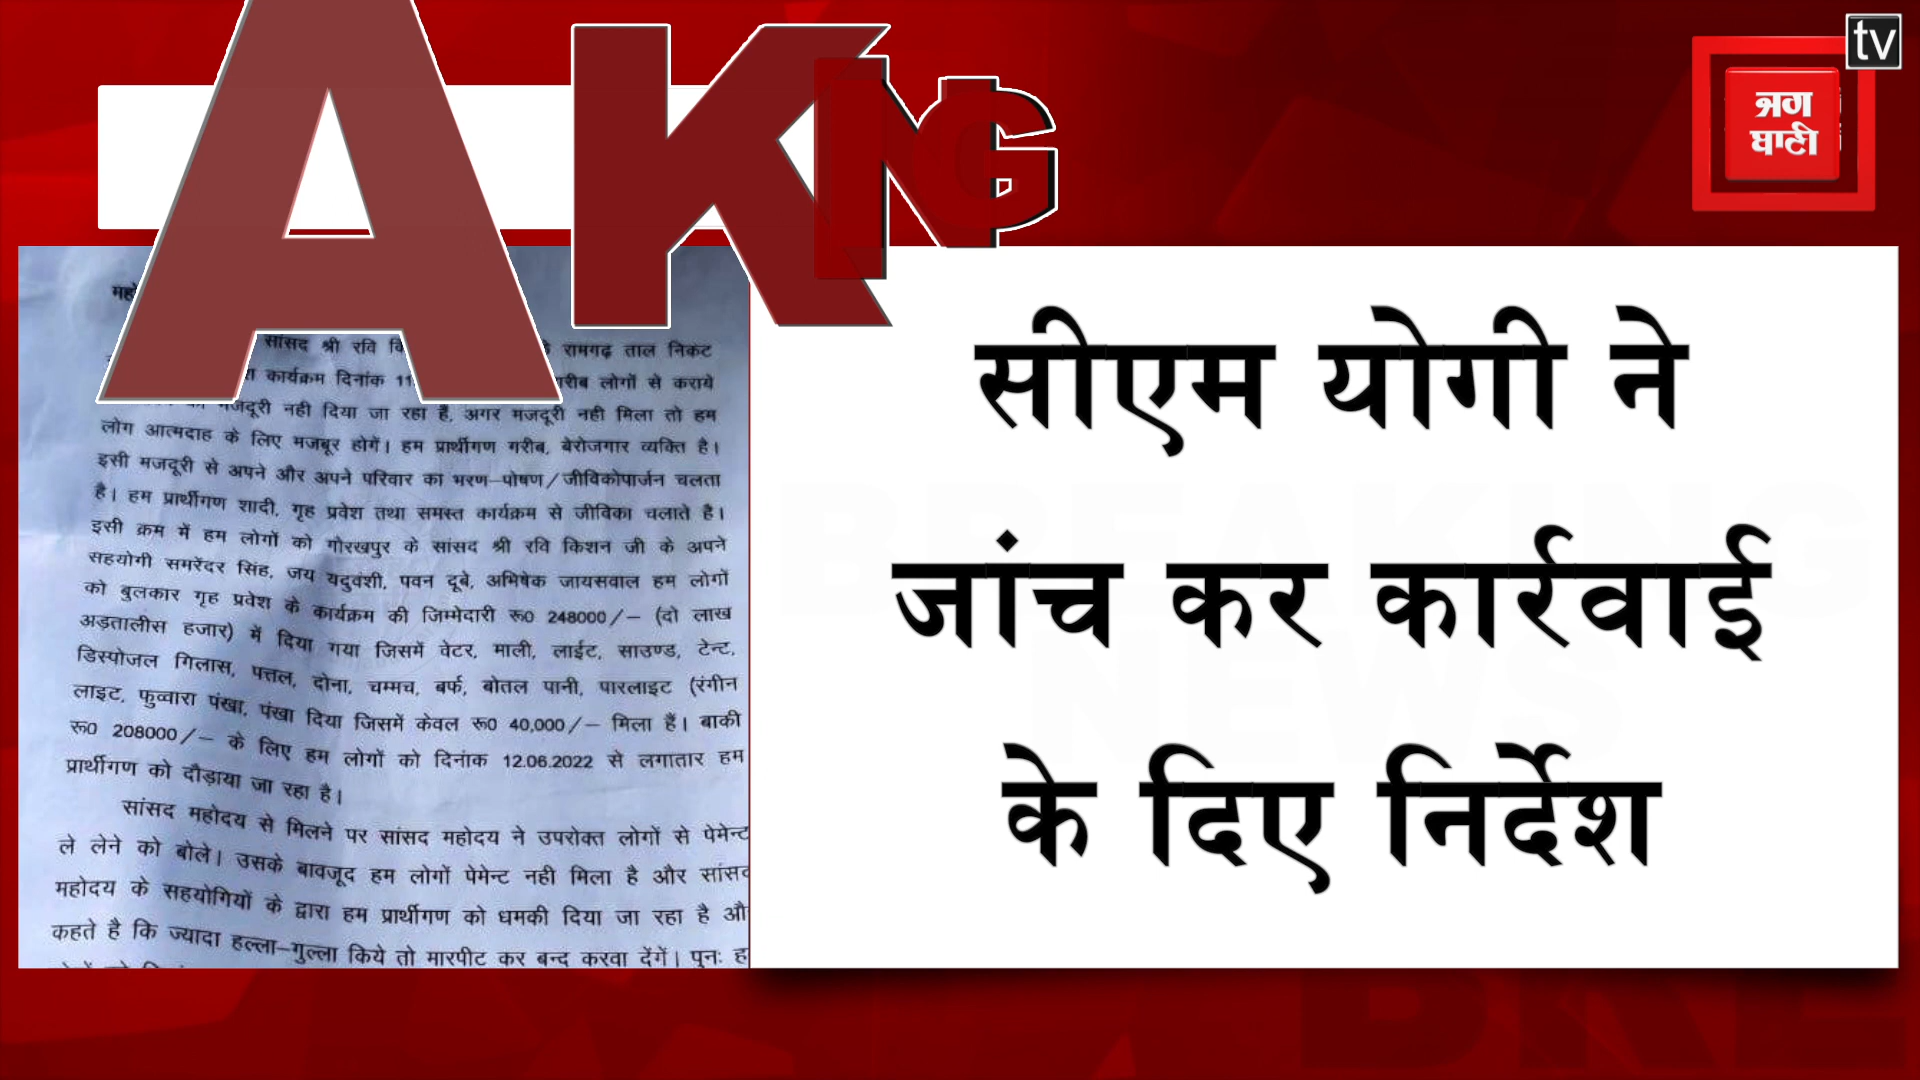 AKING
tv
ਜਗ
ਬਾਣੀ
सीएम योगी ने
जांच कर कार्रवाई
के दिए निर्देश
सांसद श्री रवि रामगढ़ ताल निकट
कार्यक्रम दिनांक 11 लोगों से कराये
मजदूरी नही दिया जा रहा हैं, अगर मजदूरी नही मिला तो हम
लोग आत्मदाह के लिए मजबूर होगें। हम प्रार्थीगण गरीब, बेरोजगार व्यक्ति है।
इसी मजदूरी से अपने और अपने परिवार का भरण–पोषण/जीविकोपार्जन चलता
है। हम प्रार्थीगण शादी, गृह प्रवेश तथा समस्त कार्यक्रम से जीविका चलाते है।
इसी क्रम में हम लोगों को गौरखपुर के सांसद श्री रवि किशन जी के अपने
सहयोगी समरेंदर सिंह, जय यदुवंशी, पवन दूबे, अभिषेक जायसवाल हम लोगों
को बुलकार गृह प्रवेश के कार्यक्रम की जिम्मेदारी रू0 248000/– (दो लाख
अड़तालीस हजार) में दिया गया जिसमें वेटर, माली, लाईट, साउण्ड, टेन्ट,
डिस्पोजल गिलास, पत्तल, दोना, चम्मच, बर्फ, बोतल पानी, पारलाइट (रंगीन
लाइट, फुव्वारा पंखा, पंखा दिया जिसमें केवल रू0 40,000/– मिला हैं। बाकी
रू0 208000/– के लिए हम लोगों को दिनांक 12.06.2022 से लगातार हम
प्रार्थीगण को दौड़ाया जा रहा है।
सांसद महोदय से मिलने पर सांसद महोदय ने उपरोक्त लोगों से पेमेन्ट
ले लेने को बोले। उसके बावजूद हम लोगों पेमेन्ट नही मिला है और सांसद
महोदय के सहयोगियों के द्वारा हम प्रार्थीगण को धमकी दिया जा रहा है औ
कहते है कि ज्यादा हल्ला–गुल्ला किये तो मारपीट कर बन्द करवा देंगें। पुनः ह